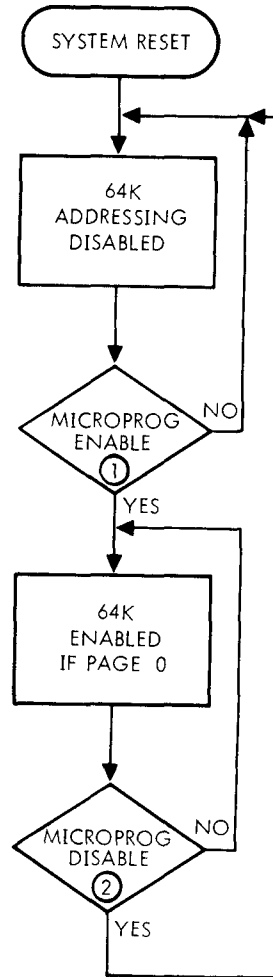 SYSTEM RESET
64K
ADDRESSING
DISABLED
MICROPROG
ENABLE
1
NO
YES
64K
ENABLED
IF PAGE 0
MICROPROG
DISABLE
2
NO
YES